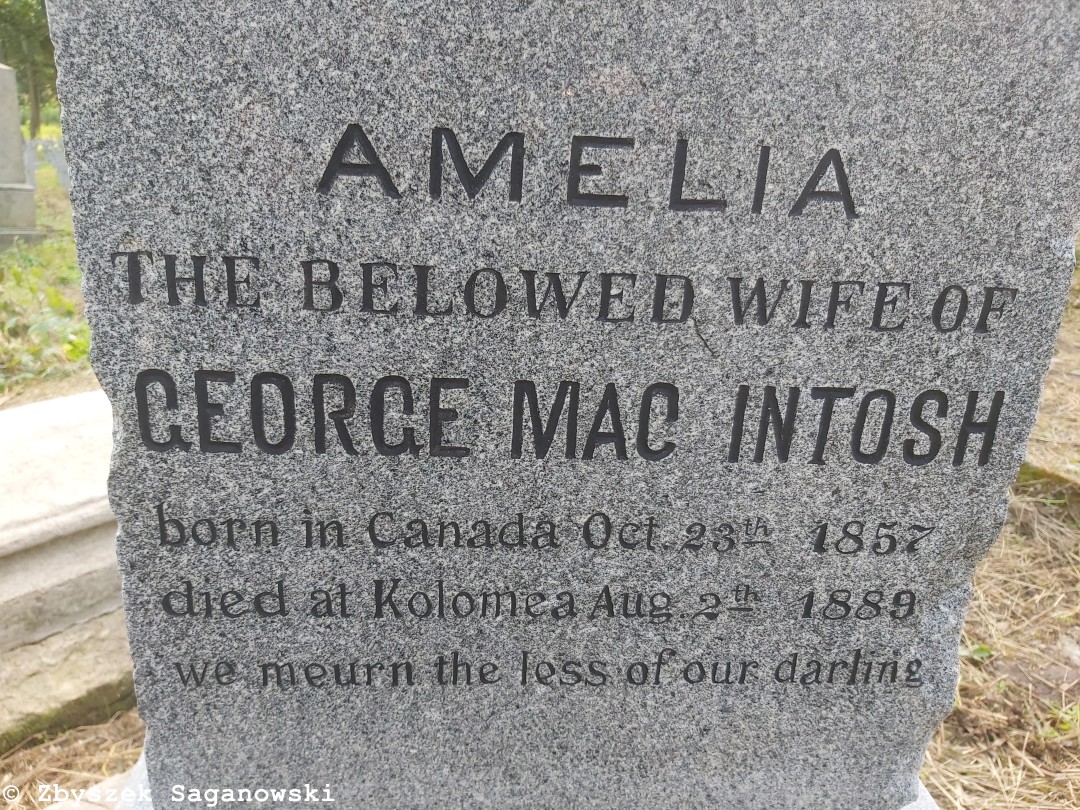 AMELIA
THE BELOWED WIFE OF
GEORGE MAC INTOSH
born in Canada Oct. 23th 1857
died at Kolomea Aug. 2th 1889
we meurn the less of our darling
© Zbyszek Saganowski